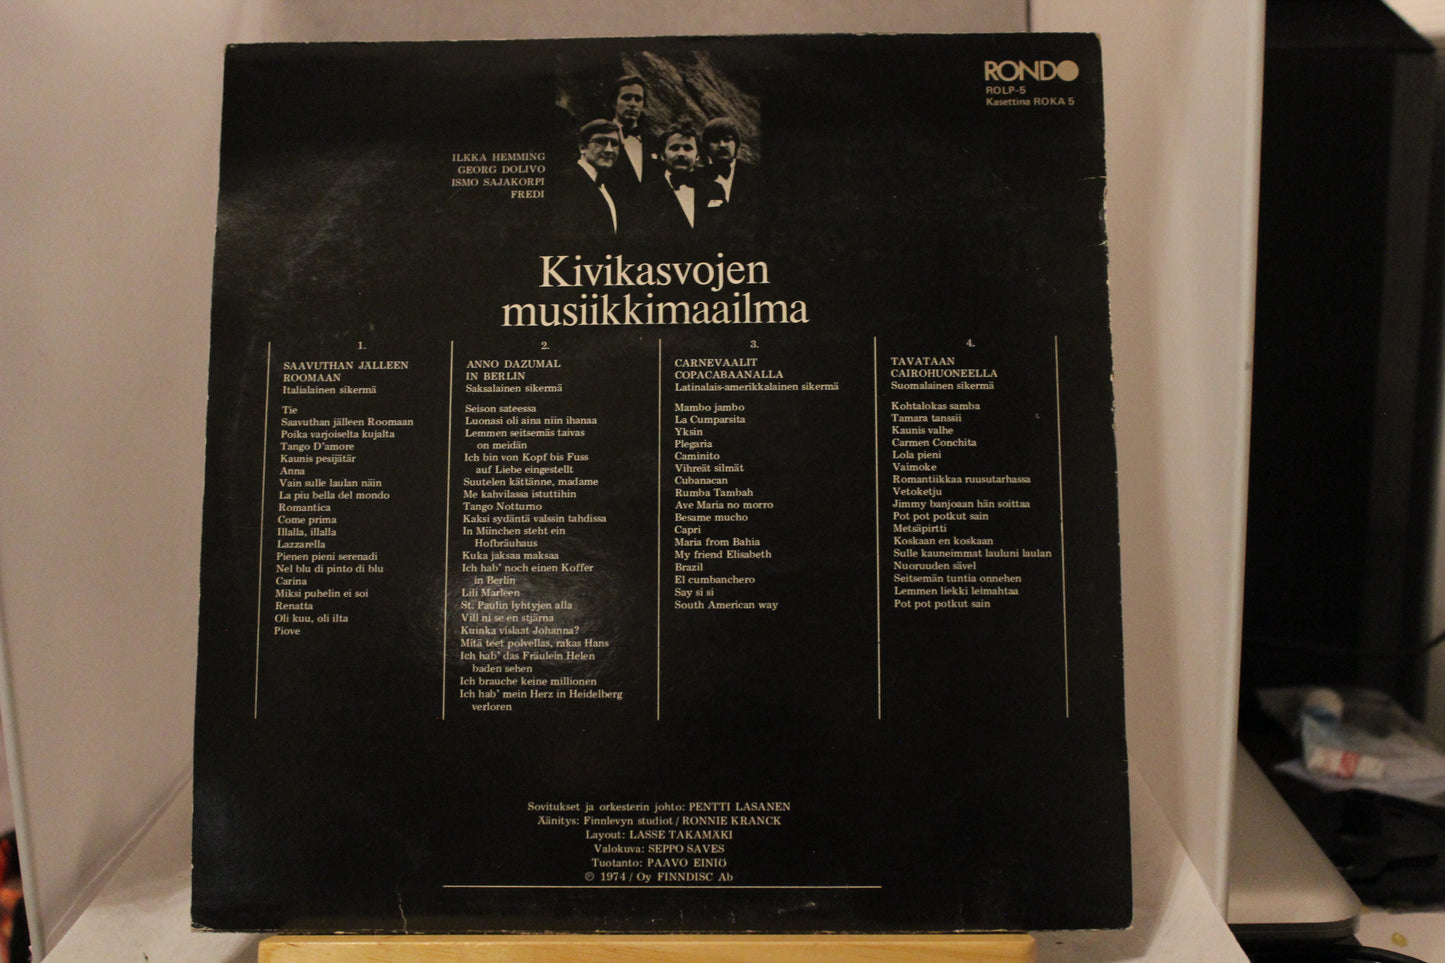 RONDO
ROLP-5
Kasettina ROKA 5
ILKKA HEMMING
GEORG DOLIVO
ISMO SAJAKORPI
FREDI
Kivikasvojen
musiikkimaailma
1.
SAAVUTHAN JÄLLEEN
ROOMAAN
Italialainen sikermä
Tie
Saavuthan jälleen Roomaan
Poika varjoiselta kujalta
Tango D'amore
Kaunis pesijätär
Anna
Vain sulle laulan näin
La piu bella del mondo
Romantica
Come prima
Illalla, illalla
Lazzarella
Pienen pieni serenadi
Nel blu di pinto di blu
Carina
Miksi puhelin ei soi
Renatta
Oli kuu, oli ilta
Piove
2.
ANNO DAZUMAL
IN BERLIN
Saksalainen sikermä
Seison sateessa
Luonasi oli aina niin ihanaa
Lemmen seitsemäs taivas
on meidän
Ich bin von Kopf bis Fuss
auf Liebe eingestellt
Suutelen kättänne, madame
Me kahvilassa istuttihin
Tango Notturno
Kaksi sydäntä valssin tahdissa
In München steht ein
Hofbräuhaus
Kuka jaksaa maksaa
Ich hab' noch einen Koffer
in Berlin
Lili Marleen
St. Paulin lyhtyjen alla
Vill ni se en stjärna
Kuinka vislaat Johanna?
Mitä teet polvellas, rakas Hans
Ich hab' das Fräulein Helen
baden sehen
Ich brauche keine millionen
Ich hab' mein Herz in Heidelberg
verloren
3.
CARNEVAALIT
COPACABAANALLA
Latinalais-amerikkalainen sikermä
Mambo jambo
La Cumparsita
Yksin
Plegaria
Caminito
Vihreät silmät
Cubanacan
Rumba Tambah
Ave Maria no morro
Besame mucho
Capri
Maria from Bahia
My friend Elisabeth
Brazil
El cumbanchero
Say si si
South American way
4.
TAVATAAN
CAIROHUONEELLA
Suomalainen sikermä
Kohtalokas samba
Tamara tanssii
Kaunis valhe
Carmen Conchita
Lola pieni
Vaimoke
Romantiikkaa ruusutarhassa
Vetoketju
Jimmy banjoaan hän soittaa
Pot pot potkut sain
Metsäpirtti
Koskaan en koskaan
Sulle kauneimmat lauluni laulan
Nuoruuden sävel
Seitsemän tuntia onnehen
Lemmen liekki leimahtaa
Pot pot potkut sain
Sovitukset ja orkesterin johto: PENTTI LASANEN
Äänitys: Finnlevyn studiot / RONNIE KRANCK
Layout: LASSE TAKAMÄKI
Valokuva: SEPPO SAVES
Tuotanto: PAAVO EINIÖ
℗ 1974 / Oy FINNDISC Ab